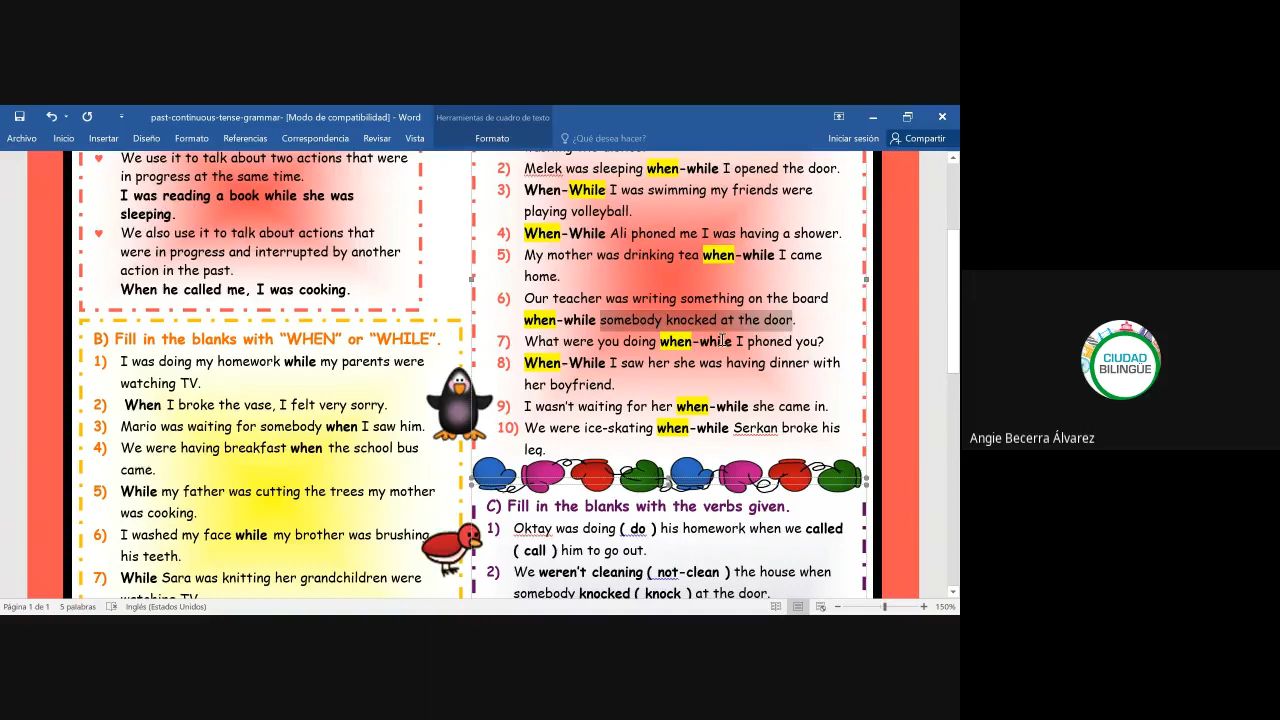 past-continuous-tense-grammar- [Modo de compatibilidad] - Word
Herramientas de cuadro de texto
Archivo Inicio Insertar Diseño Formato Referencias Correspondencia Revisar Vista Formato ¿Qué desea hacer? Iniciar sesión Compartir
♥ We use it to talk about two actions that were
in progress at the same time.
I was reading a book while she was
sleeping.
♥ We also use it to talk about actions that
were in progress and interrupted by another
action in the past.
When he called me, I was cooking.
B) Fill in the blanks with “WHEN” or “WHILE”.
1) I was doing my homework while my parents were
watching TV.
2) When I broke the vase, I felt very sorry.
3) Mario was waiting for somebody when I saw him.
4) We were having breakfast when the school bus
came.
5) While my father was cutting the trees my mother
was cooking.
6) I washed my face while my brother was brushing
his teeth.
7) While Sara was knitting her grandchildren were
watching TV.
2) Melek was sleeping when-while I opened the door.
3) When-While I was swimming my friends were
playing volleyball.
4) When-While Ali phoned me I was having a shower.
5) My mother was drinking tea when-while I came
home.
6) Our teacher was writing something on the board
when-while somebody knocked at the door.
7) What were you doing when-while I phoned you?
8) When-While I saw her she was having dinner with
her boyfriend.
9) I wasn't waiting for her when-while she came in.
10) We were ice-skating when-while Serkan broke his
leg.
C) Fill in the blanks with the verbs given.
1) Oktay was doing ( do ) his homework when we called
( call ) him to go out.
2) We weren't cleaning ( not-clean ) the house when
somebody knocked ( knock ) at the door.
Página 1 de 1 5 palabras Inglés (Estados Unidos) 150%
CIUDAD
BILINGÜE
Angie Becerra Álvarez